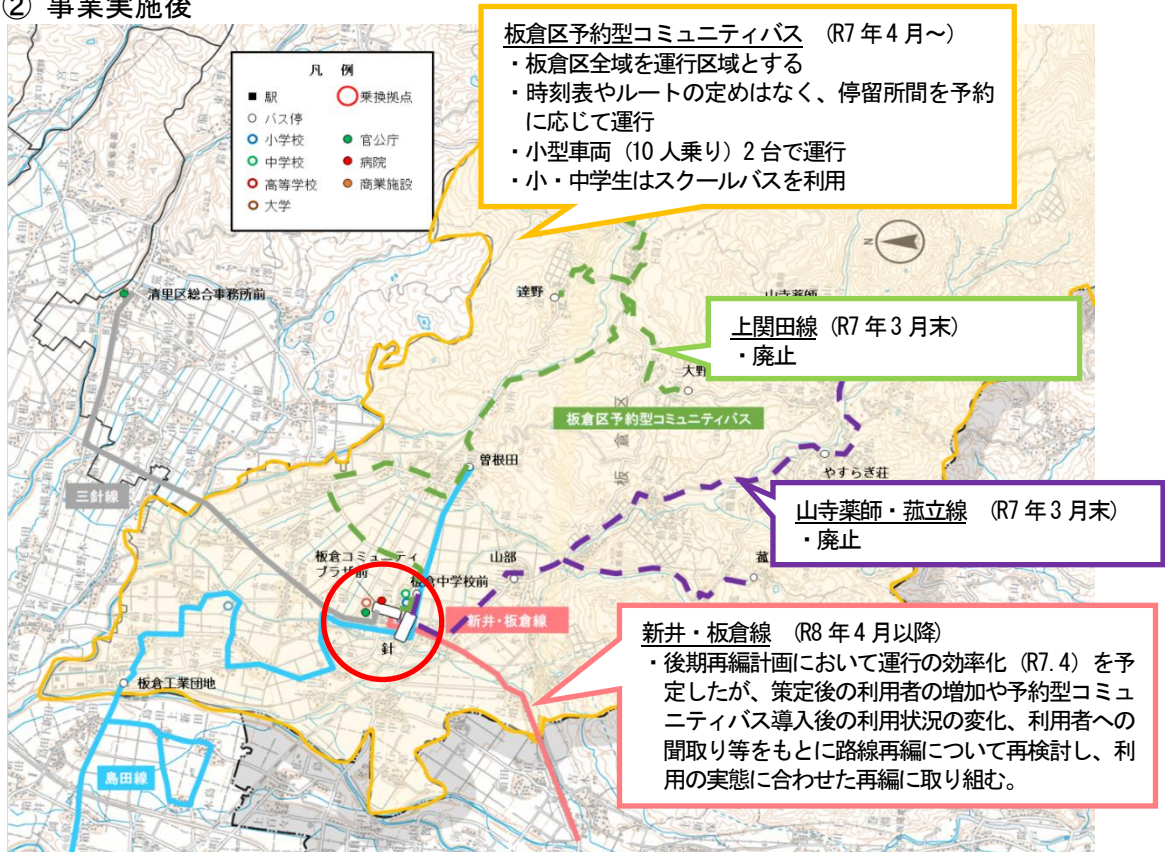 ② 事業実施後
凡 例
駅
乗換拠点
バス停
小学校
官公庁
中学校
病院
高等学校
商業施設
大学
板倉区予約型コミュニティバス （R7 年 4 月～）
・板倉区全域を運行区域とする
・時刻表やルートの定めはなく、停留所間を予約
に応じて運行
・小型車両（10 人乗り）2 台で運行
・小・中学生はスクールバスを利用
N
清里区総合事務所前
達野
山寺薬師
上関田線（R7 年 3 月末）
・廃止
大野
板倉区予約型コミュニティバス
板倉区
曽根田
やすらぎ荘
三針線
山寺薬師・菰立線 （R7 年 3 月末）
・廃止
板倉コミュニティ
プラザ前
山部
板倉中学校前
菰
新井・板倉線
針
新井・板倉線 （R8 年 4 月以降）
・後期再編計画において運行の効率化（R7.4）を予
定したが、策定後の利用者の増加や予約型コミュ
ニティバス導入後の利用状況の変化、利用者への
聞取り等をもとに路線再編について再検討し、利
用の実態に合わせた再編に取り組む。
板倉工業団地
島田線